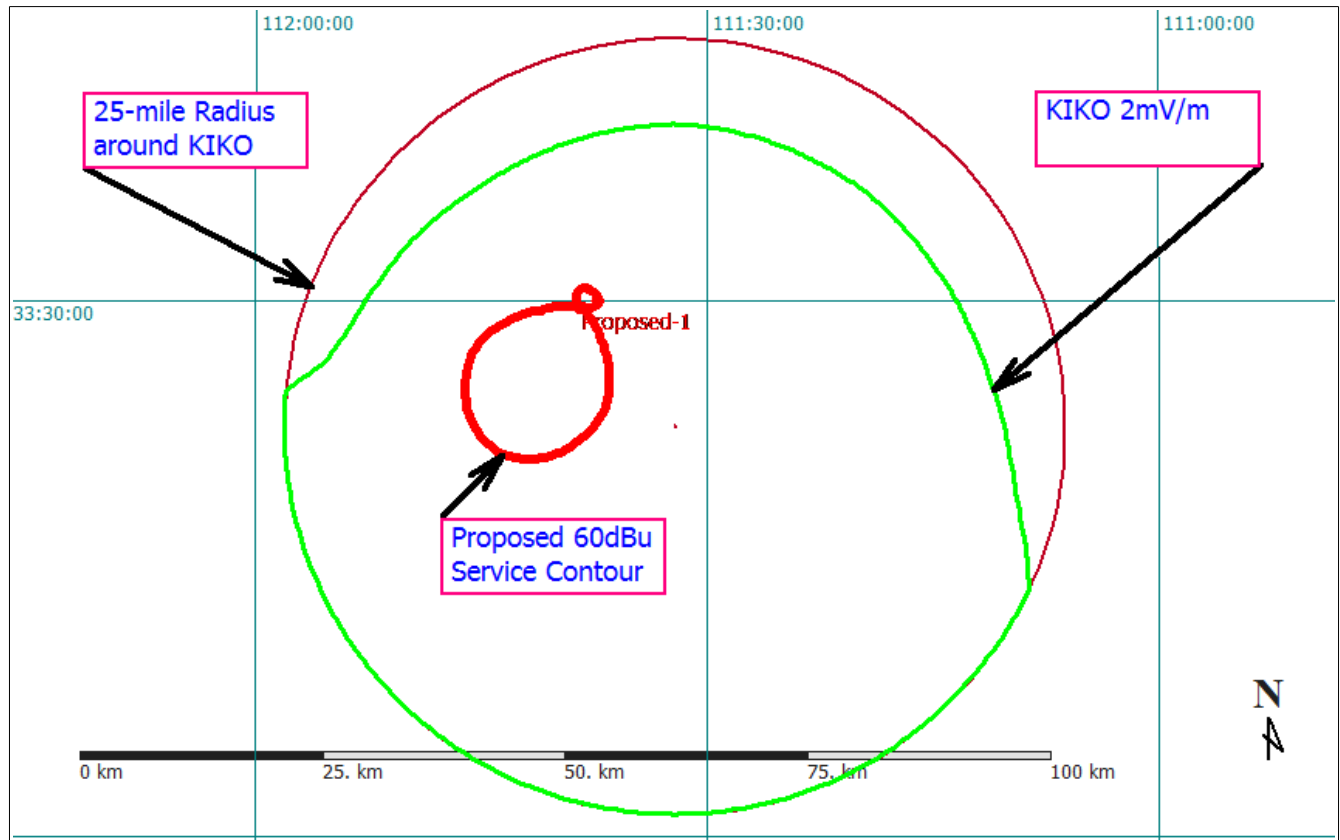 112:00:00
111:30:00
111:00:00
25-mile Radius
around KIKO
KIKO 2mV/m
33:30:00
Proposed-1
Proposed 60dBu
Service Contour
N
0 km
25. km
50. km
75. km
100 km